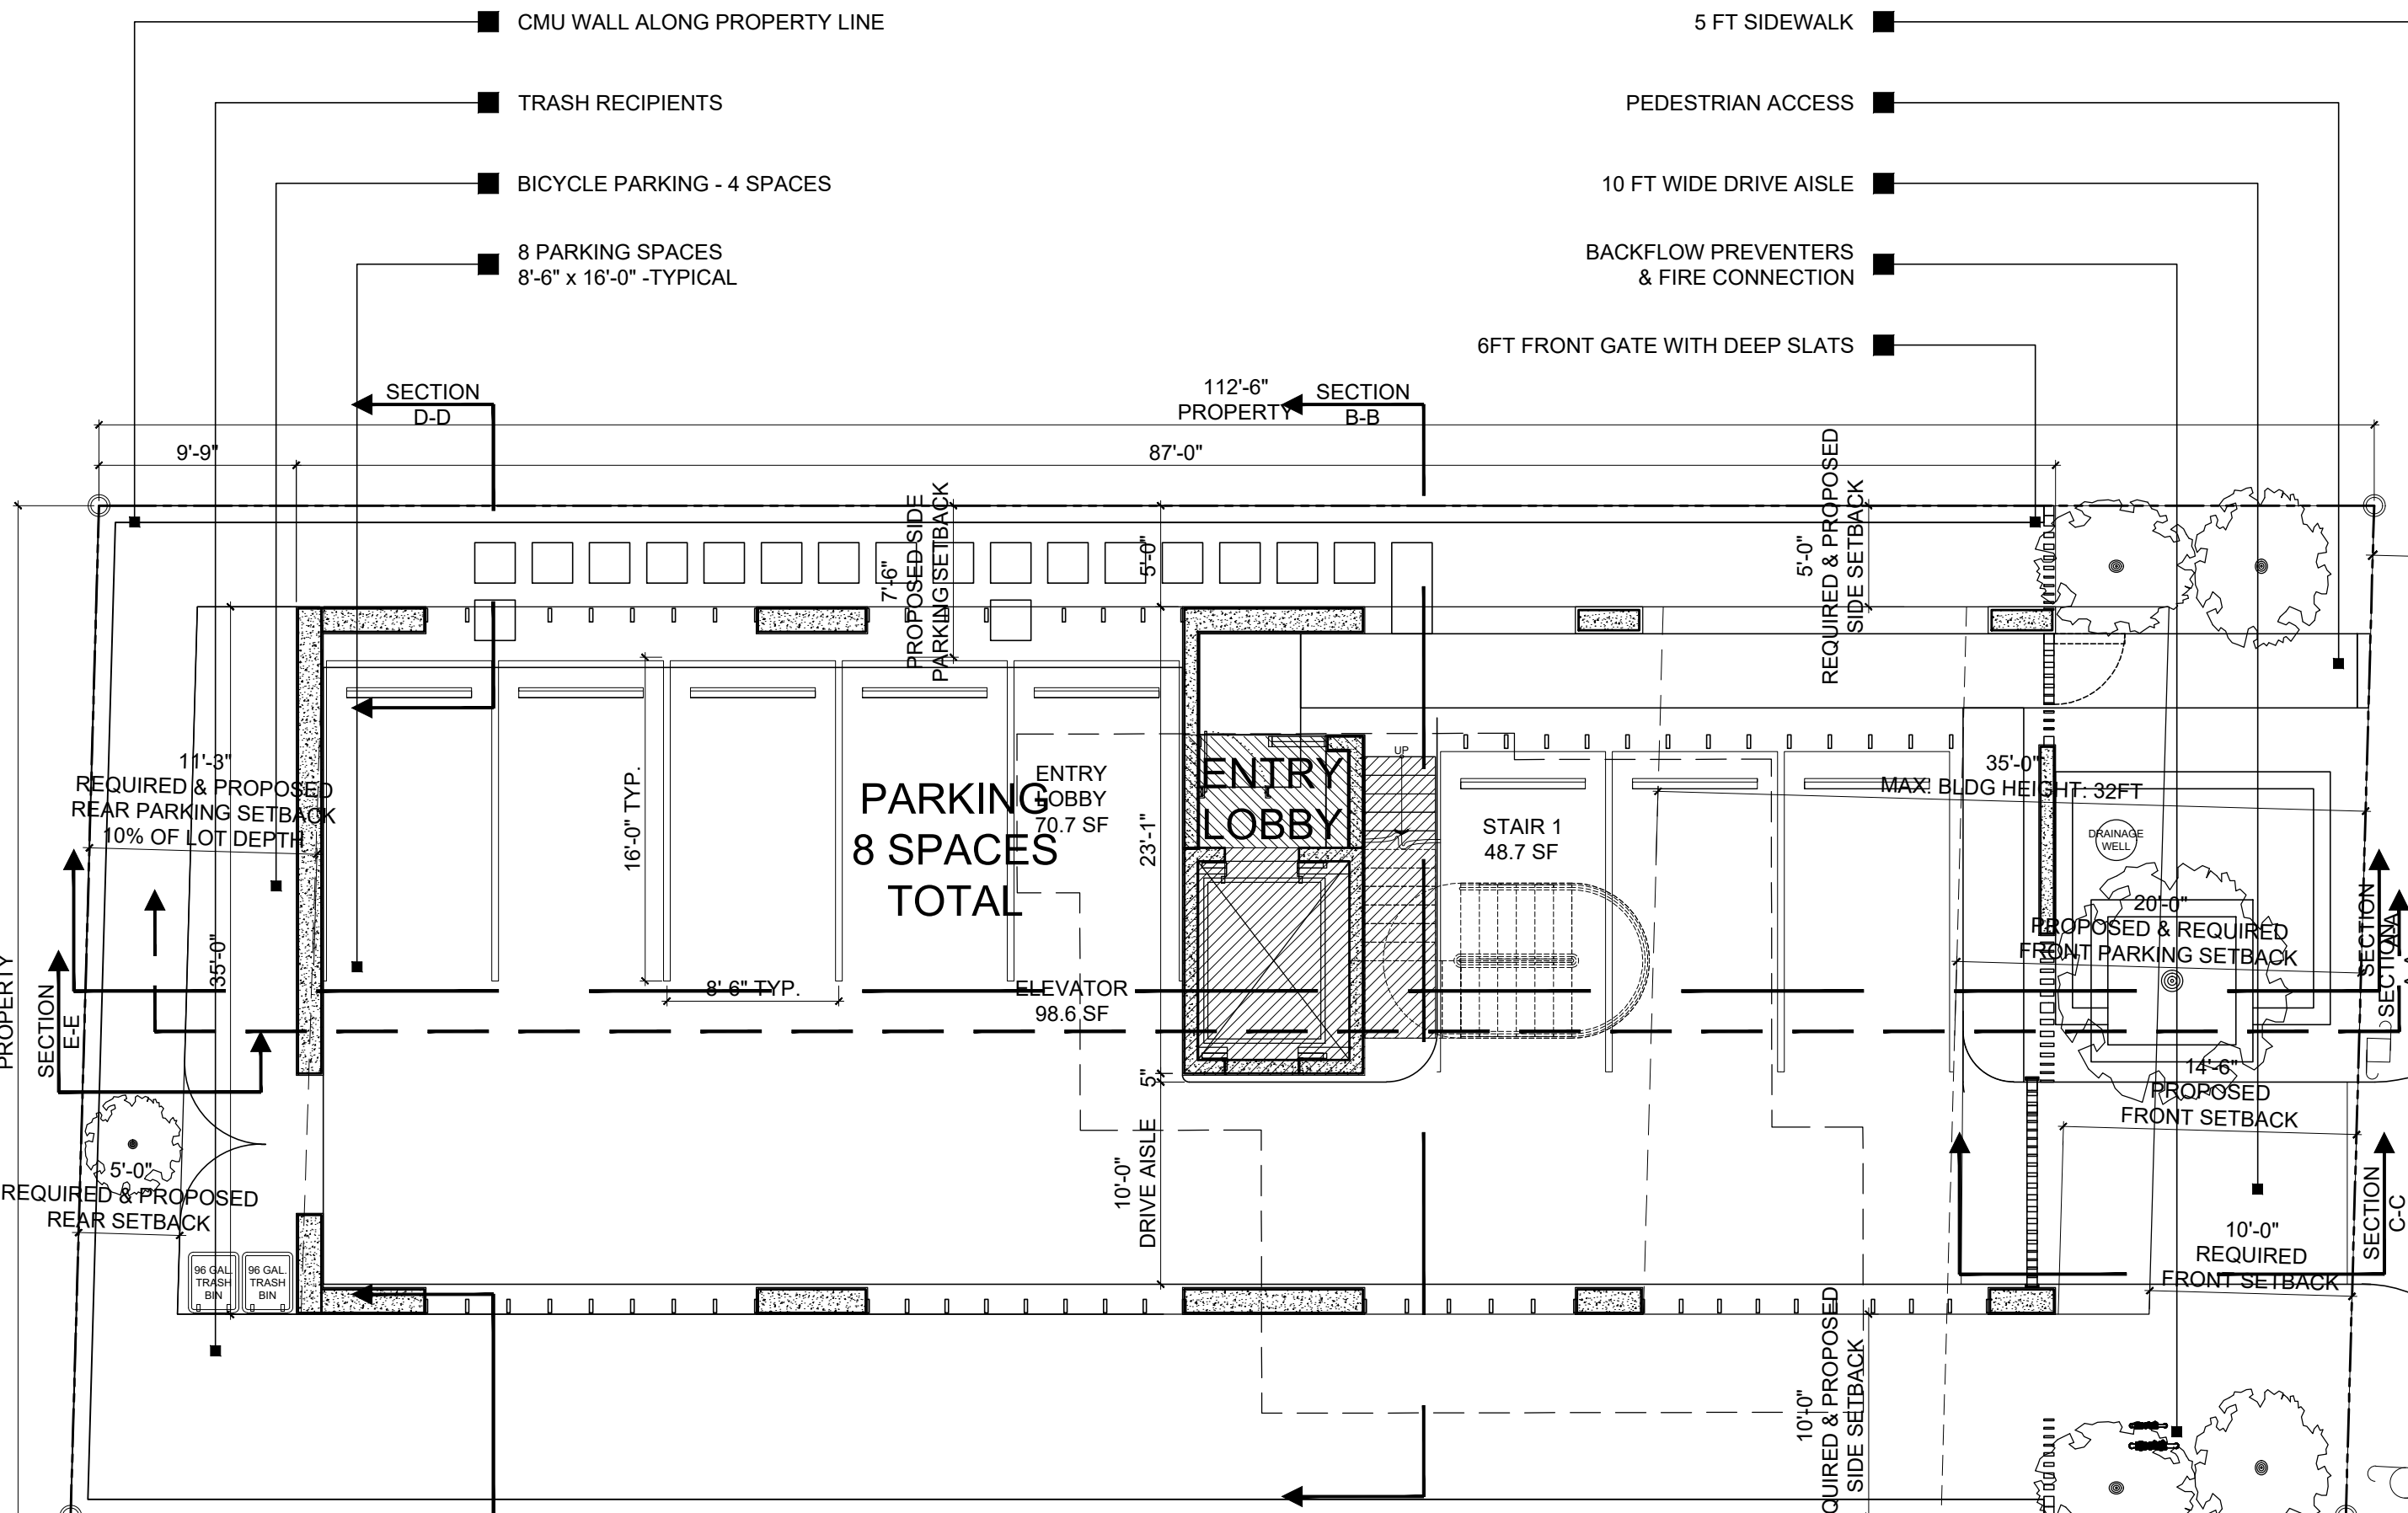 CMU WALL ALONG PROPERTY LINE
TRASH RECIPIENTS
BICYCLE PARKING - 4 SPACES
8 PARKING SPACES
8'-6" x 16'-0" -TYPICAL
5 FT SIDEWALK
PEDESTRIAN ACCESS
10 FT WIDE DRIVE AISLE
BACKFLOW PREVENTERS
& FIRE CONNECTION
6FT FRONT GATE WITH DEEP SLATS
SECTION
D-D
112'-6"
PROPERTY
SECTION
B-B
9'-9"
87'-0"
7'-6"
PROPOSED SIDE
PARKING SETBACK
5'-0"
5'-0"
REQUIRED & PROPOSED
SIDE SETBACK
11'-3"
REQUIRED & PROPOSED
REAR PARKING SETBACK
10% OF LOT DEPTH
16'-0" TYP.
PARKING
8 SPACES
TOTAL
ENTRY
LOBBY
70.7 SF
ENTRY
LOBBY
23'-1"
UP
STAIR 1
48.7 SF
35'-0"
MAX. BLDG HEIGHT: 32FT
DRAINAGE
WELL
20'-0"
PROPOSED & REQUIRED
FRONT PARKING SETBACK
SECTION
SECTION
PROPERTY
SECTION
E-E
35'-0"
8'-6" TYP.
ELEVATOR
98.6 SF
5"
14'-6"
PROPOSED
FRONT SETBACK
10'-0"
DRIVE AISLE
5'-0"
REQUIRED & PROPOSED
REAR SETBACK
96 GAL.
TRASH
BIN
96 GAL.
TRASH
BIN
10'-0"
REQUIRED
FRONT SETBACK
SECTION
C-C
10'-0"
QUIRED & PROPOSED
SIDE SETBACK